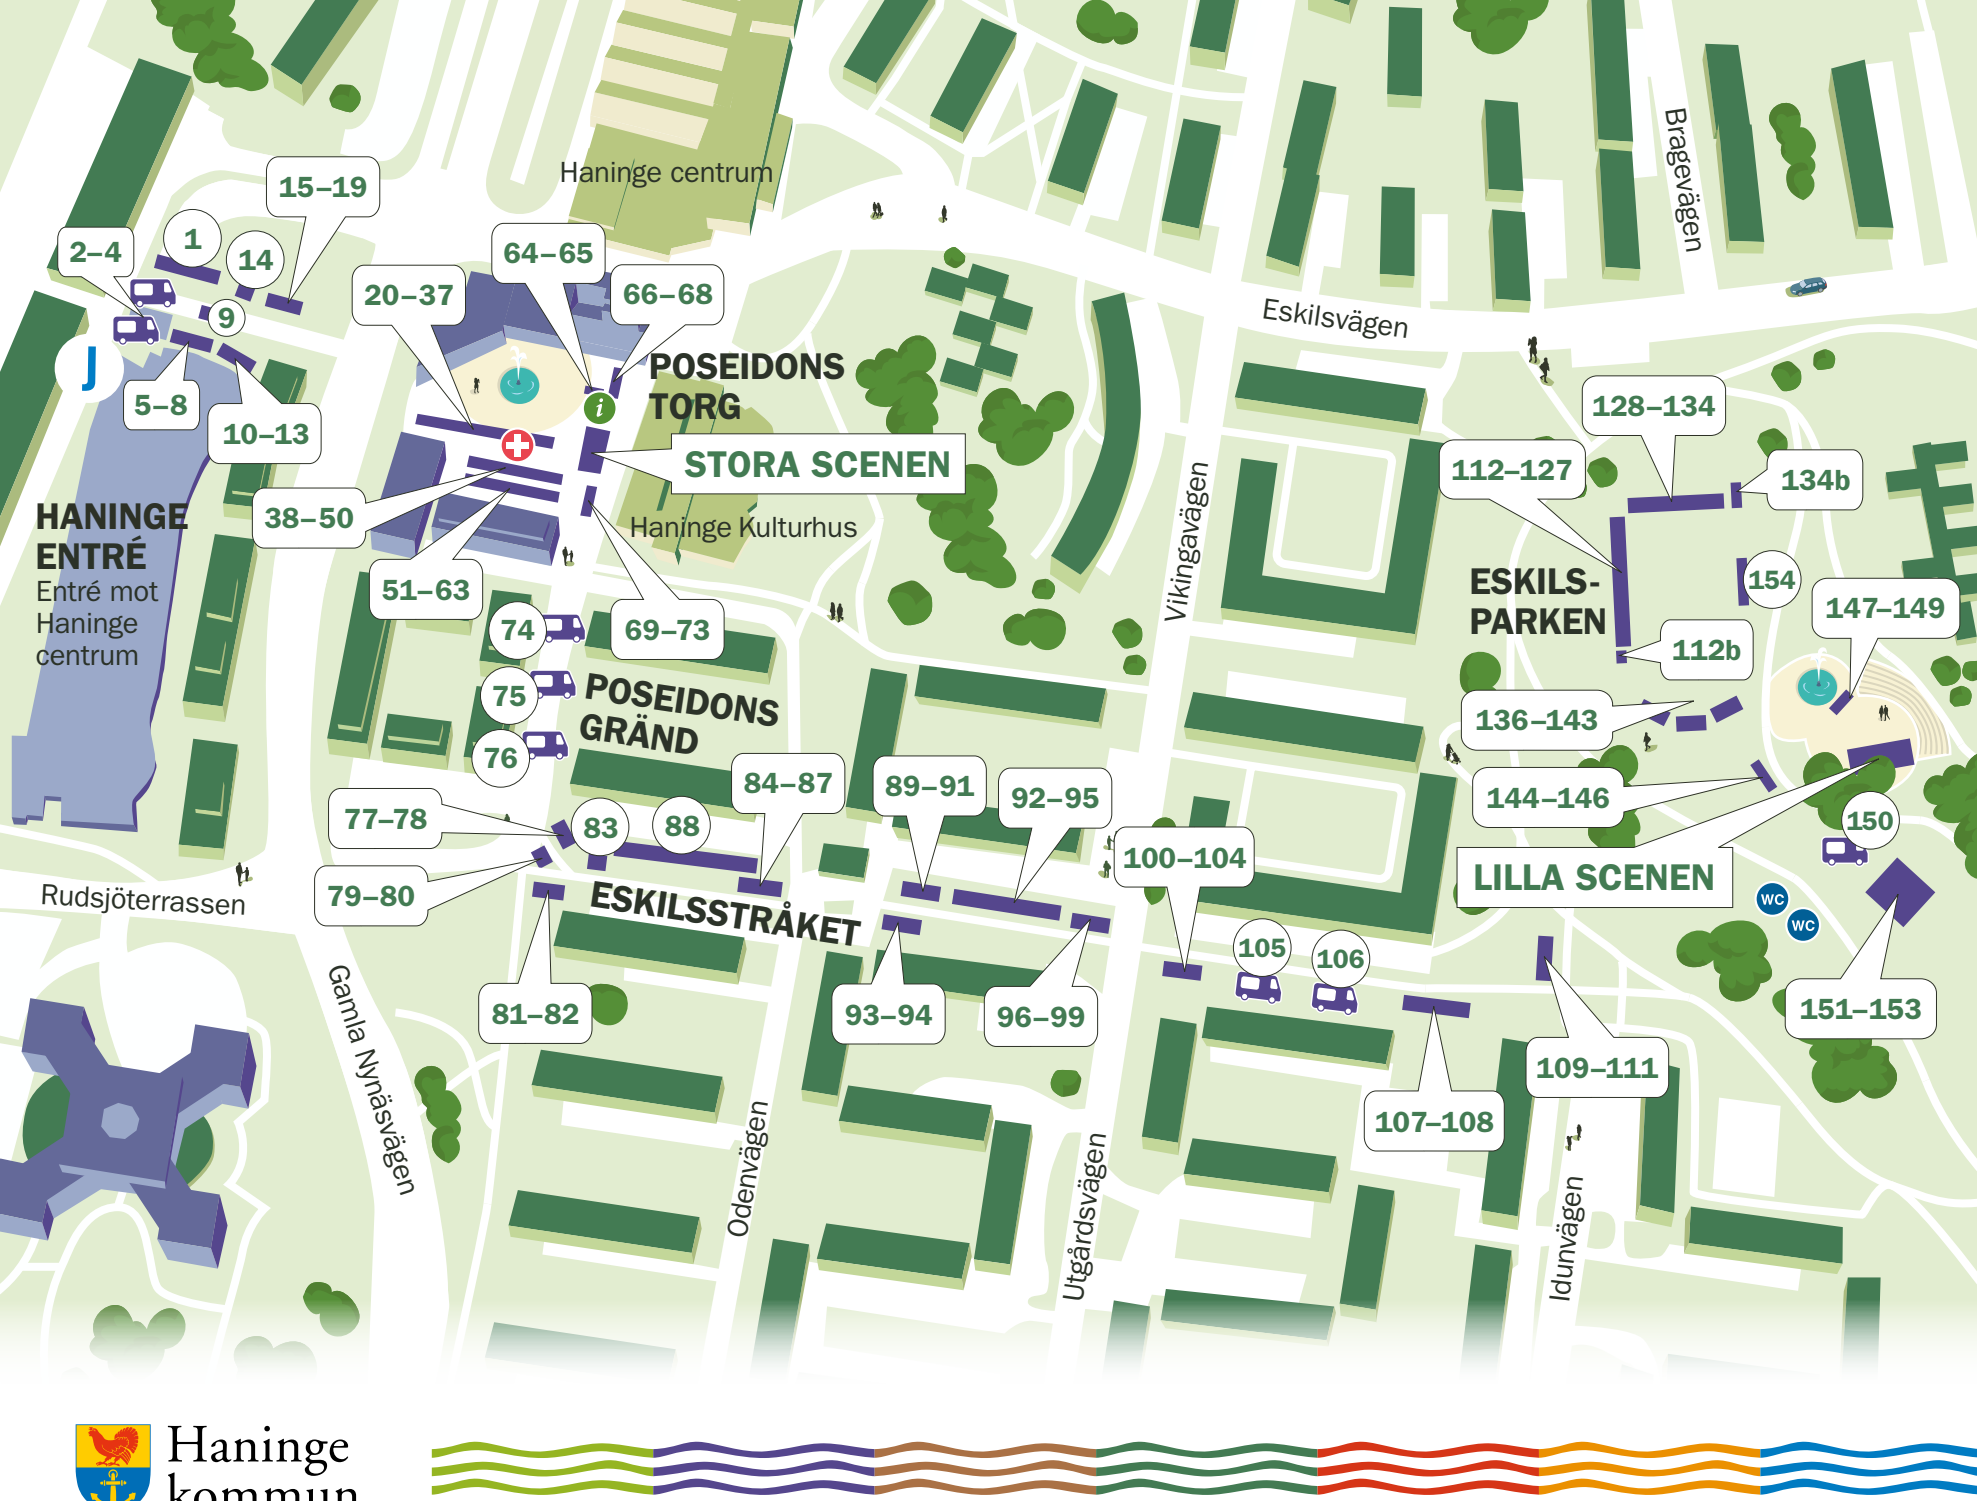 Haninge centrum
Bragevägen
15–19
1
2–4
14
64–65
20–37
66–68
9
Eskilsvägen
J
POSEIDONS
TORG
i
5–8
10–13
128–134
STORA SCENEN
112–127
134b
HANINGE
ENTRÉ
Entré mot
Haninge
centrum
38–50
Haninge Kulturhus
Vikingavägen
51–63
ESKILS-
PARKEN
154
147–149
74
69–73
112b
75
POSEIDONS
GRÄND
136–143
76
84–87
89–91
92–95
144–146
77–78
83
88
150
100–104
LILLA SCENEN
79–80
Rudsjöterrassen
ESKILSSTRÅKET
WC
WC
105
106
81–82
93–94
96–99
151–153
Gamla Nynäsvägen
109–111
107–108
Odenvägen
Utgårdsvägen
Idunvägen
Haninge
kommun